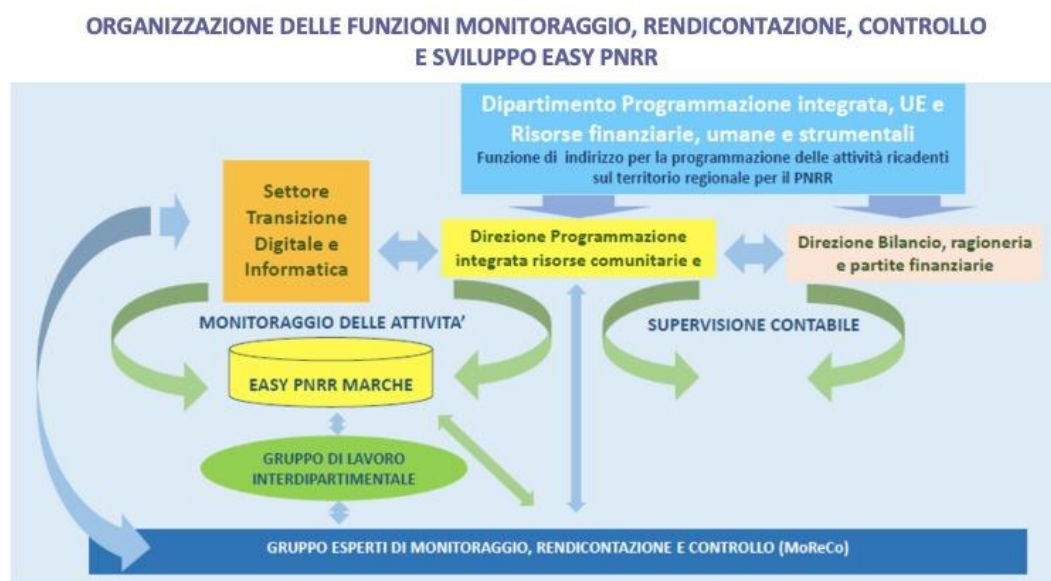 ORGANIZZAZIONE DELLE FUNZIONI MONITORAGGIO, RENDICONTAZIONE, CONTROLLO
E SVILUPPO EASY PNRR
Dipartimento Programmazione integrata, UE e
Risorse finanziarie, umane e strumentali
Funzione di indirizzo per la programmazione delle attività ricadenti
sul territorio regionale per il PNRR
Settore
Transizione
Digitale e
Informatica
Direzione Programmazione
integrata risorse comunitarie e
Direzione Bilancio, ragioneria
e partite finanziarie
MONITORAGGIO DELLE ATTIVITA'
SUPERVISIONE CONTABILE
EASY PNRR MARCHE
GRUPPO DI LAVORO
INTERDIPARTIMENTALE
GRUPPO ESPERTI DI MONITORAGGIO, RENDICONTAZIONE E CONTROLLO (MoReCo)